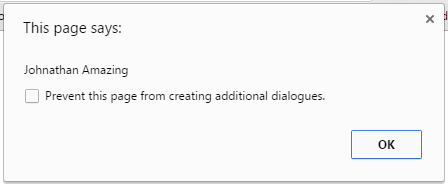 This page says:
Johnathan Amazing
Prevent this page from creating additional dialogues.
OK